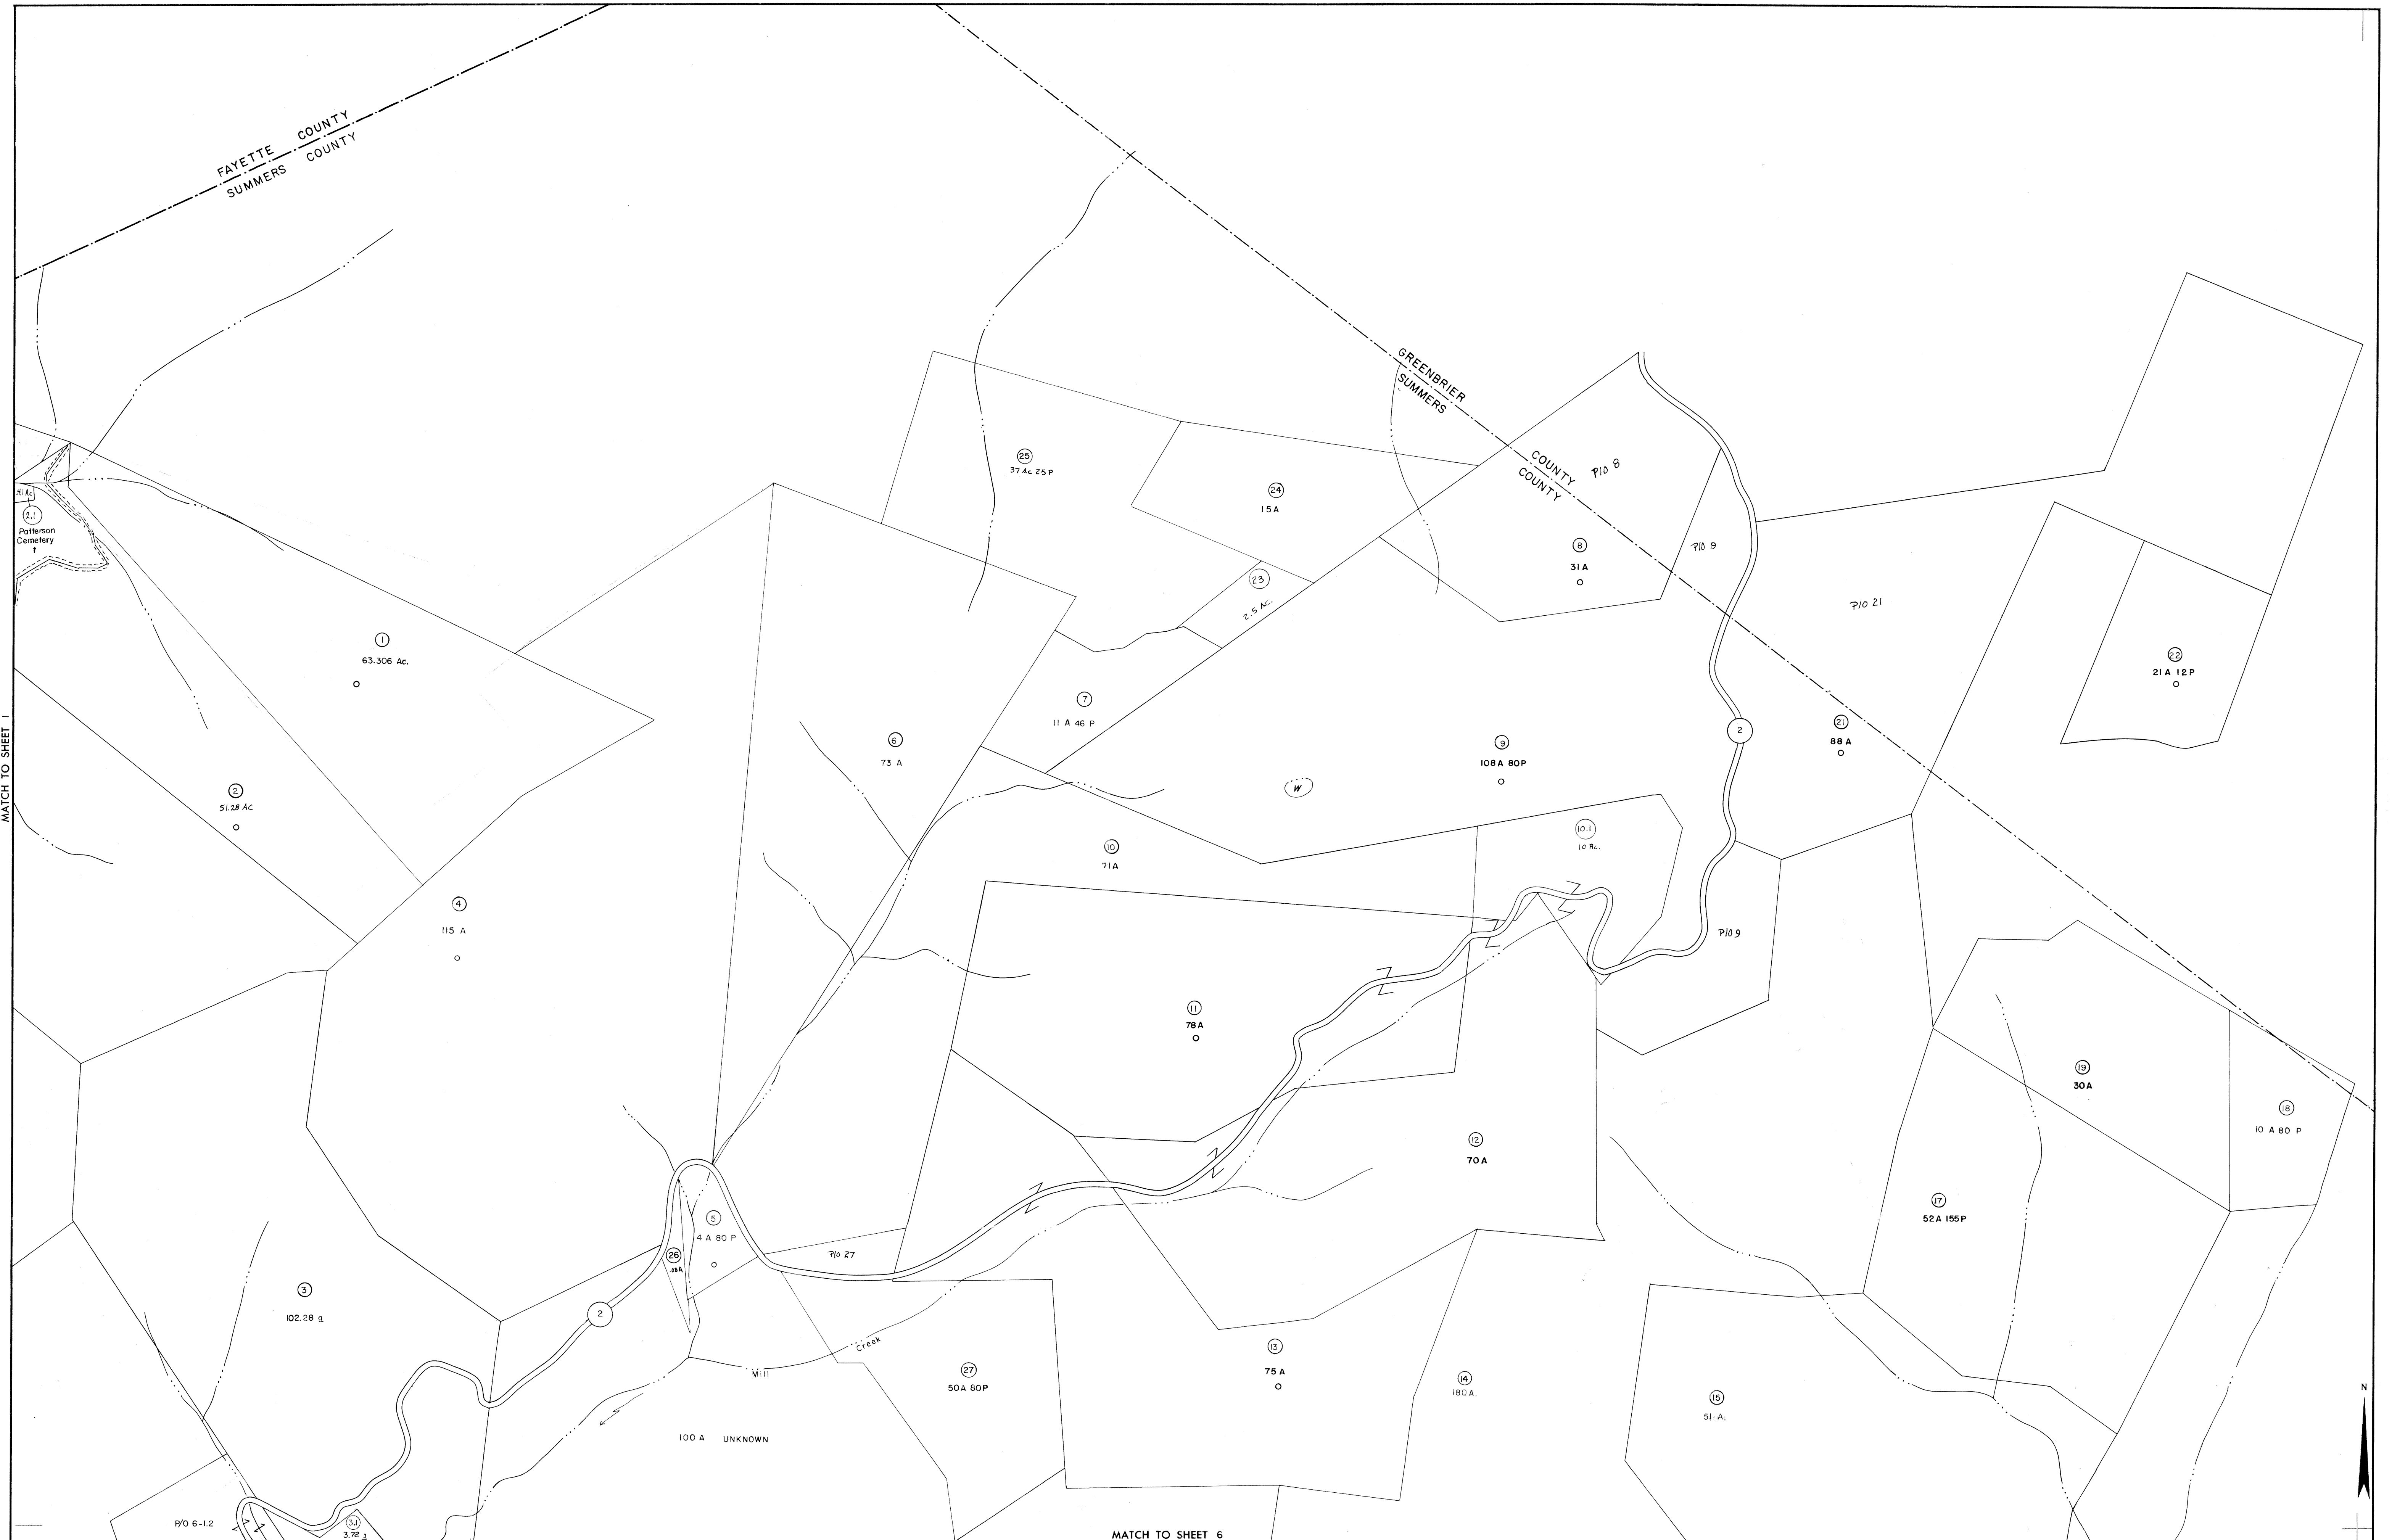 FAYETTE COUNTY
SUMMERS COUNTY
GREENBRIER COUNTY
SUMMERS COUNTY
MATCH TO SHEET 1
2.1
Patterson
Cemetery
1
63.306 Ac.
2
51.28 Ac
4
115 A
6
73 A
25
37 Ac 25 P
24
15 A
23
2.5 Ac.
7
11 A 46 P
P/O 8
8
31 A
P/O 9
P/O 21
22
21 A 12 P
2
21
88 A
9
108 A 80 P
W
10
71 A
10.1
10 Ac.
P/O 9
11
78 A
19
30 A
18
10 A 80 P
12
70 A
17
52 A 155 P
5
4 A 80 P
26
.08A
P/O 27
3
102.28 a
2
Mill Creek
27
50 A 80 P
13
75 A
14
180 A.
15
51 A.
100 A UNKNOWN
N
P/O 6-1.2
3.1
MATCH TO SHEET 6